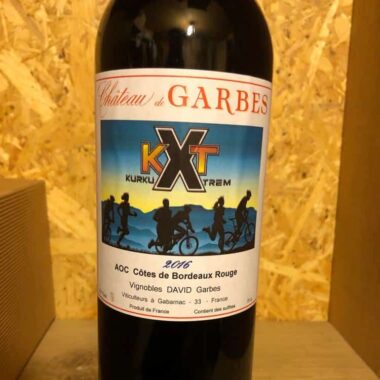 Château de GARBES
KXT
KURKU XTREM
2016
AOC Côtes de Bordeaux Rouge
Vignobles DAVID Garbes
Viticulteurs à Gabarnac - 33 - France
Produit de France Contient des sulfites